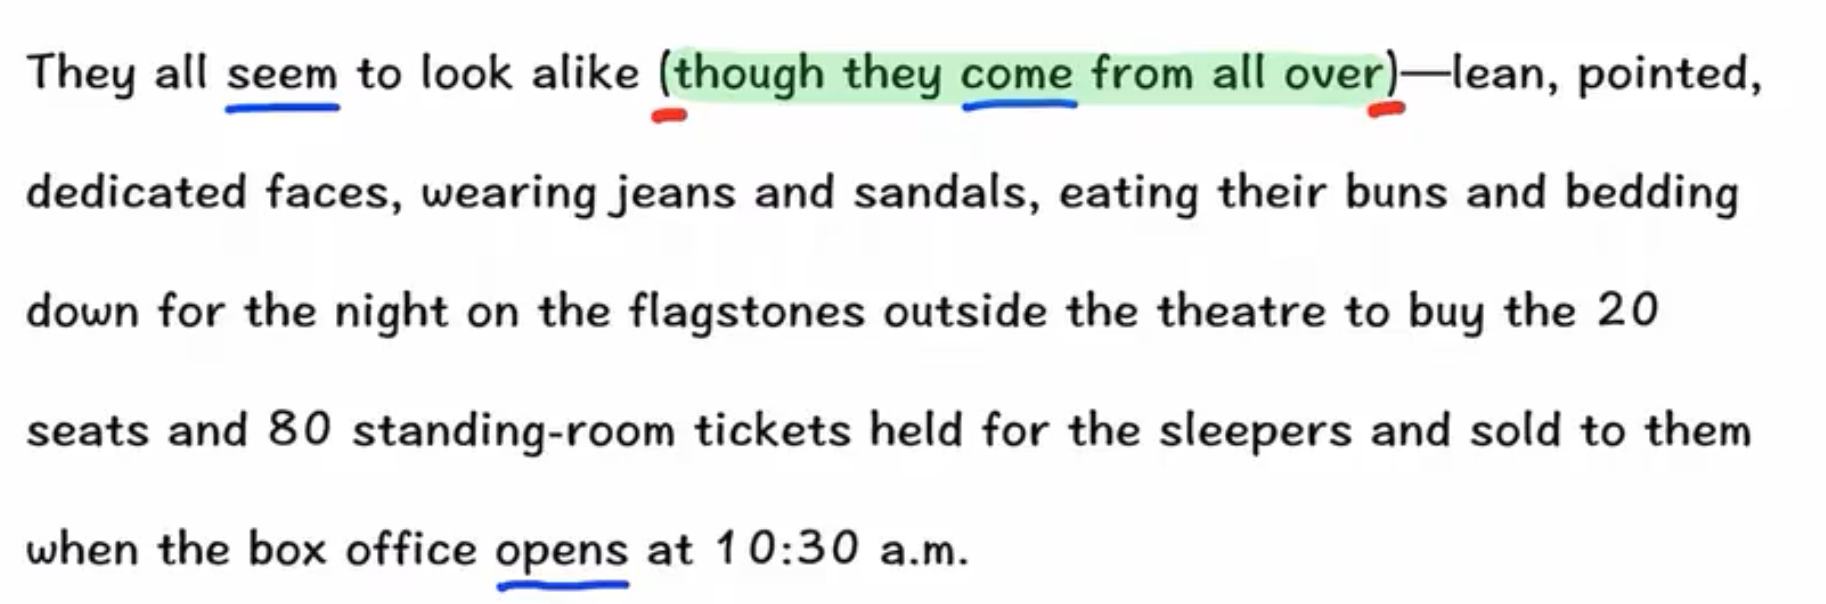 They all seem to look alike (though they come from all over)—lean, pointed,
dedicated faces, wearing jeans and sandals, eating their buns and bedding
down for the night on the flagstones outside the theatre to buy the 20
seats and 80 standing-room tickets held for the sleepers and sold to them
when the box office opens at 10:30 a.m.